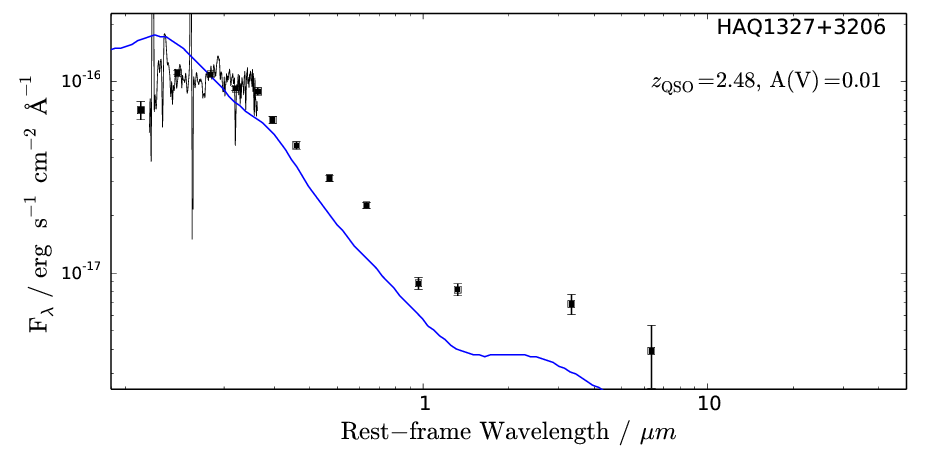 HAQ1327+3206
z_QSO=2.48, A(V)=0.01
F_λ / erg s^−1 cm^−2 Å^−1
10^-16
10^-17
1 10
Rest−frame Wavelength / μm